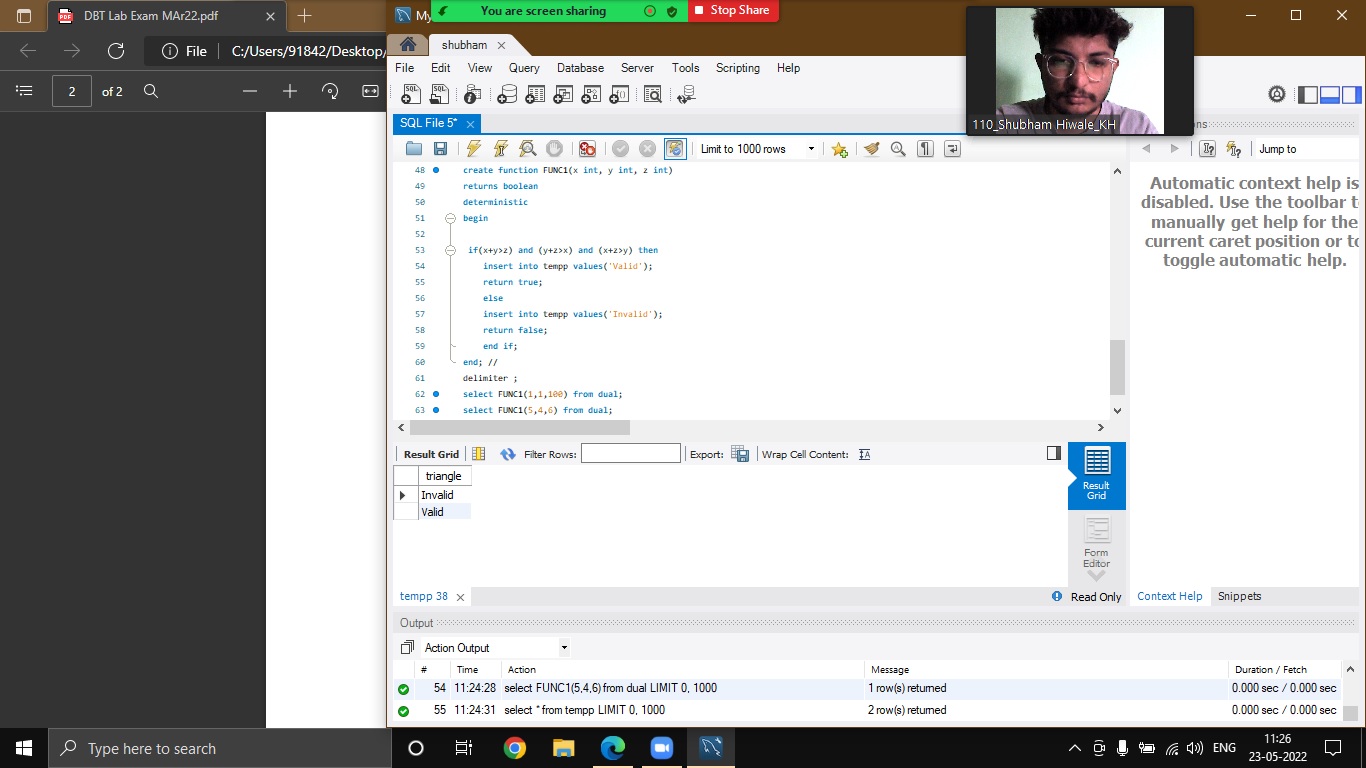 DBT Lab Exam MAr22.pdf
My
You are screen sharing
Stop Share
File
C:/Users/91842/Desktop/
2
of 2
shubham
File Edit View Query Database Server Tools Scripting Help
110_Shubham Hiwale_KH
SQL File 5*
Limit to 1000 rows
Jump to
48 create function FUNC1(x int, y int, z int)
49 returns boolean
50 deterministic
51 begin
52
53 if(x+y>z) and (y+z>x) and (x+z>y) then
54 insert into tempp values('Valid');
55 return true;
56 else
57 insert into tempp values('Invalid');
58 return false;
59 end if;
60 end; //
61 delimiter ;
62 select FUNC1(1,1,100) from dual;
63 select FUNC1(5,4,6) from dual;
Automatic context help is
disabled. Use the toolbar t
manually get help for the
current caret position or to
toggle automatic help.
Result Grid
Filter Rows:
Export:
Wrap Cell Content:
triangle
Invalid
Valid
Result
Grid
Form
Editor
tempp 38
Read Only
Context Help
Snippets
Output
Action Output
# Time Action Message Duration / Fetch
54 11:24:28 select FUNC1(5,4,6) from dual LIMIT 0, 1000 1 row(s) returned 0.000 sec / 0.000 sec
55 11:24:31 select * from tempp LIMIT 0, 1000 2 row(s) returned 0.000 sec / 0.000 sec
Type here to search
ENG
11:26
23-05-2022